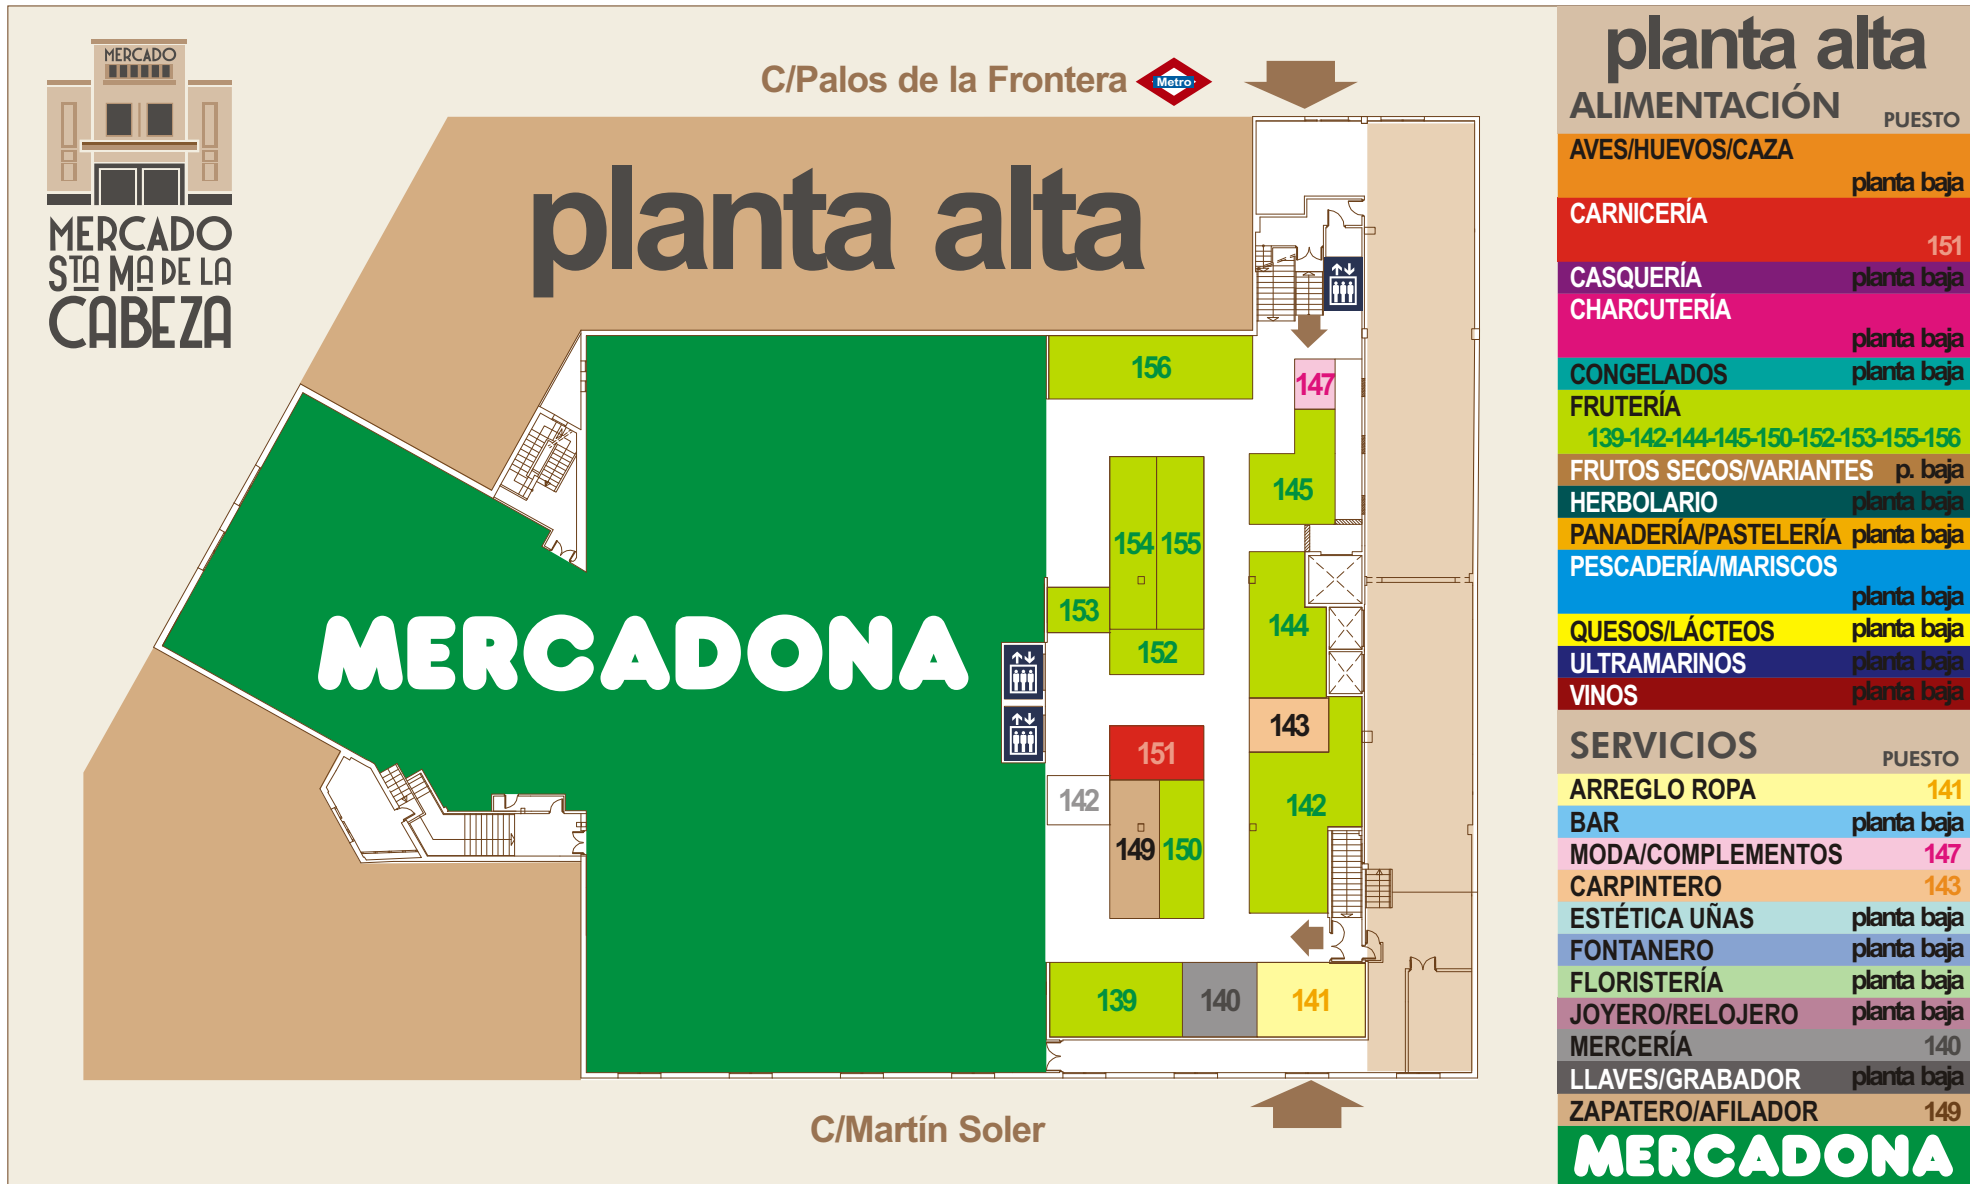 MERCADO
MERCADO
STA Mª DE LA
CABEZA
C/Palos de la Frontera
Metro
planta alta
MERCADONA
156
147
145
154
155
153
152
144
143
151
142
142
149
150
139
140
141
C/Martín Soler
planta alta
ALIMENTACIÓN PUESTO
AVES/HUEVOS/CAZA
planta baja
CARNICERÍA
151
CASQUERÍA planta baja
CHARCUTERÍA
planta baja
CONGELADOS planta baja
FRUTERÍA
139-142-144-145-150-152-153-155-156
FRUTOS SECOS/VARIANTES p. baja
HERBOLARIO planta baja
PANADERÍA/PASTELERÍA planta baja
PESCADERÍA/MARISCOS
planta baja
QUESOS/LÁCTEOS planta baja
ULTRAMARINOS planta baja
VINOS planta baja
SERVICIOS PUESTO
ARREGLO ROPA 141
BAR planta baja
MODA/COMPLEMENTOS 147
CARPINTERO 143
ESTÉTICA UÑAS planta baja
FONTANERO planta baja
FLORISTERÍA planta baja
JOYERO/RELOJERO planta baja
MERCERÍA 140
LLAVES/GRABADOR planta baja
ZAPATERO/AFILADOR 149
MERCADONA